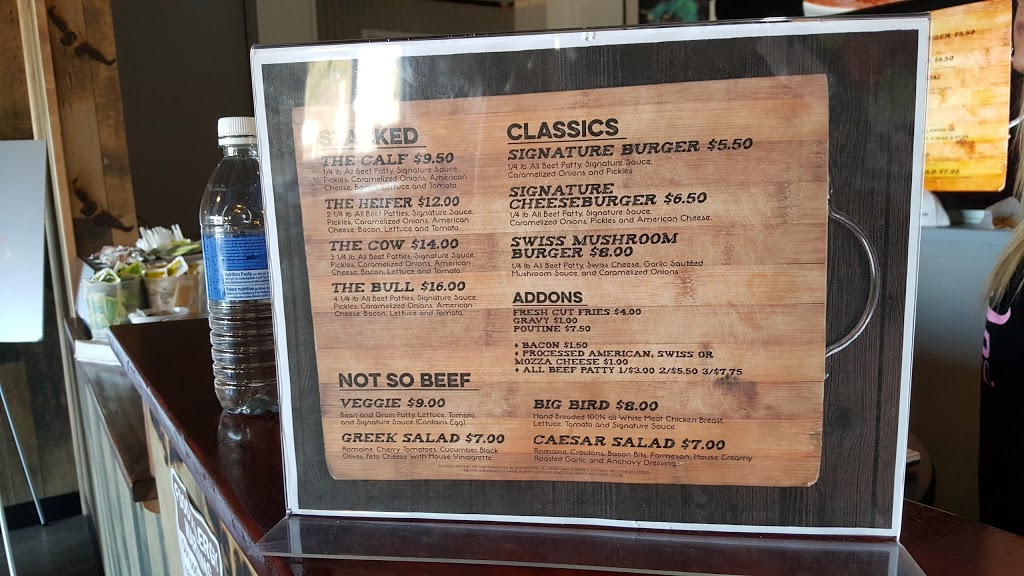 STACKED
THE CALF $9.50
1/4 lb All Beef Patty, Signature Sauce,
Pickles, Caramelized Onions, American
Cheese, Bacon, Lettuce and Tomato
THE HEIFER $12.00
2 1/4 lb All Beef Patties, Signature Sauce,
Pickles, Caramelized Onions, American
Cheese, Bacon, Lettuce and Tomato
THE COW $14.00
3 1/4 lb All Beef Patties, Signature Sauce,
Pickles, Caramelized Onions, American
Cheese, Bacon, Lettuce and Tomato
THE BULL $16.00
4 1/4 lb All Beef Patties, Signature Sauce,
Pickles, Caramelized Onions, American
Cheese, Bacon, Lettuce and Tomato
CLASSICS
SIGNATURE BURGER $5.50
1/4 lb All Beef Patty, Signature Sauce,
Caramelized Onions and Pickles
SIGNATURE
CHEESEBURGER $6.50
1/4 lb All Beef Patty, Signature Sauce,
Caramelized Onions, Pickles and American Cheese.
SWISS MUSHROOM
BURGER $8.00
1/4 lb All Beef Patty, Swiss Cheese, Garlic Sautéed
Mushroom Sauce, and Caramelized Onions
ADDONS
FRESH CUT FRIES $4.00
GRAVY $1.00
POUTINE $7.50
+ BACON $1.50
+ PROCESSED AMERICAN, SWISS OR
MOZZA CHEESE $1.00
+ ALL BEEF PATTY 1/$3.00 2/$5.50 3/$7.75
NOT SO BEEF
VEGGIE $9.00
Bean and Grain Patty, Lettuce, Tomato
and Signature Sauce (Contains Egg)
GREEK SALAD $7.00
Romaine, Cherry Tomatoes, Cucumber, Black
Olives, Feta Cheese with House Vinaigrette.
BIG BIRD $8.00
Hand Breaded 100% all White Meat Chicken Breast,
Lettuce, Tomato and Signature Sauce
CAESAR SALAD $7.00
Romaine, Croutons, Bacon Bits, Parmesan, House Creamy
Roasted Garlic and Anchovy Dressing
Nutrition Facts